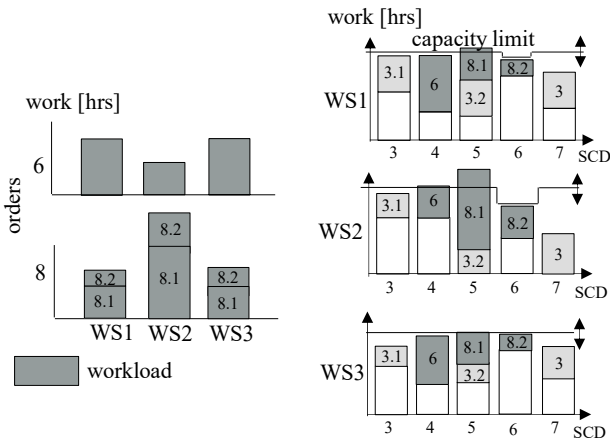 work [hrs]
orders
6
8
8.2
8.1
8.2
8.1
8.2
8.1
WS1 WS2 WS3
workload
work [hrs]
capacity limit
WS1
3.1
6
8.1
3.2
8.2
3
3 4 5 6 7 SCD
WS2
3.1
6
8.1
3.2
8.2
3
3 4 5 6 7 SCD
WS3
3.1
6
8.1
3.2
8.2
3
3 4 5 6 7 SCD